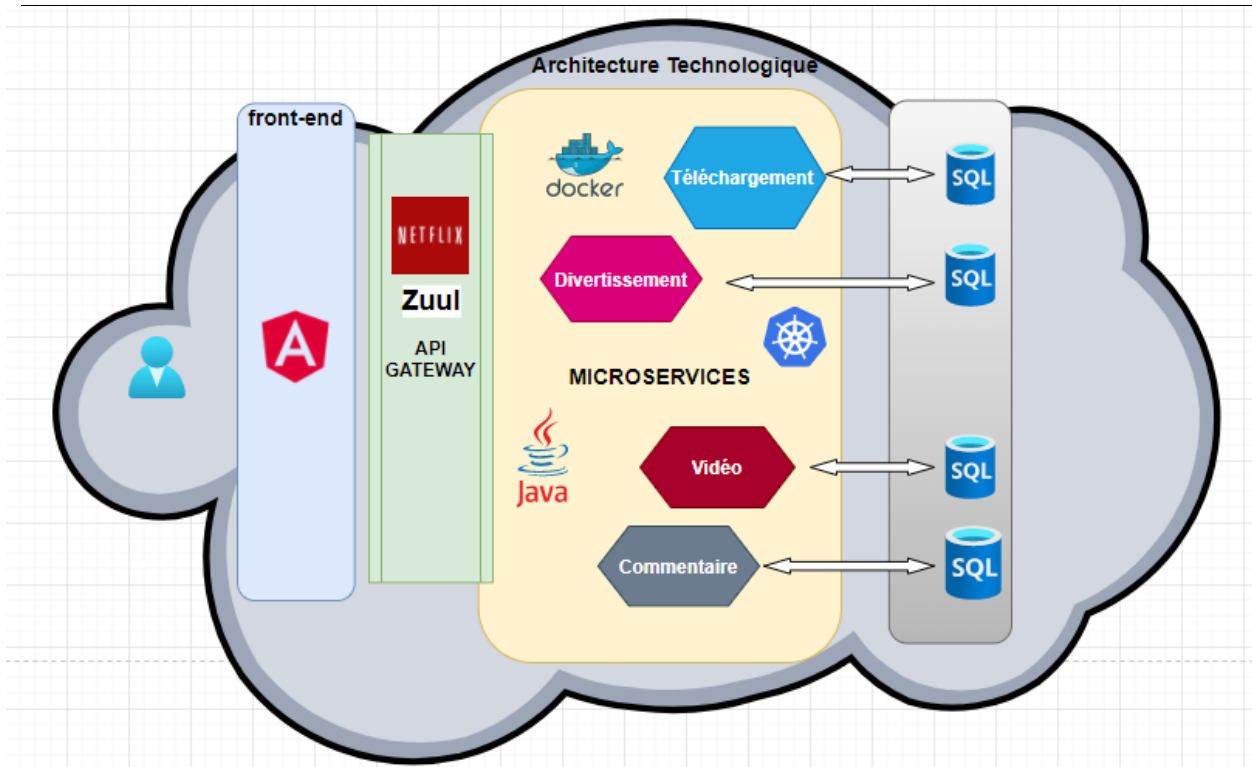 Architecture Technologique
front-end
NETFLIX
Zuul
API
GATEWAY
docker
Téléchargement
Divertissement
MICROSERVICES
Java
Vidéo
Commentaire
SQL
SQL
SQL
SQL